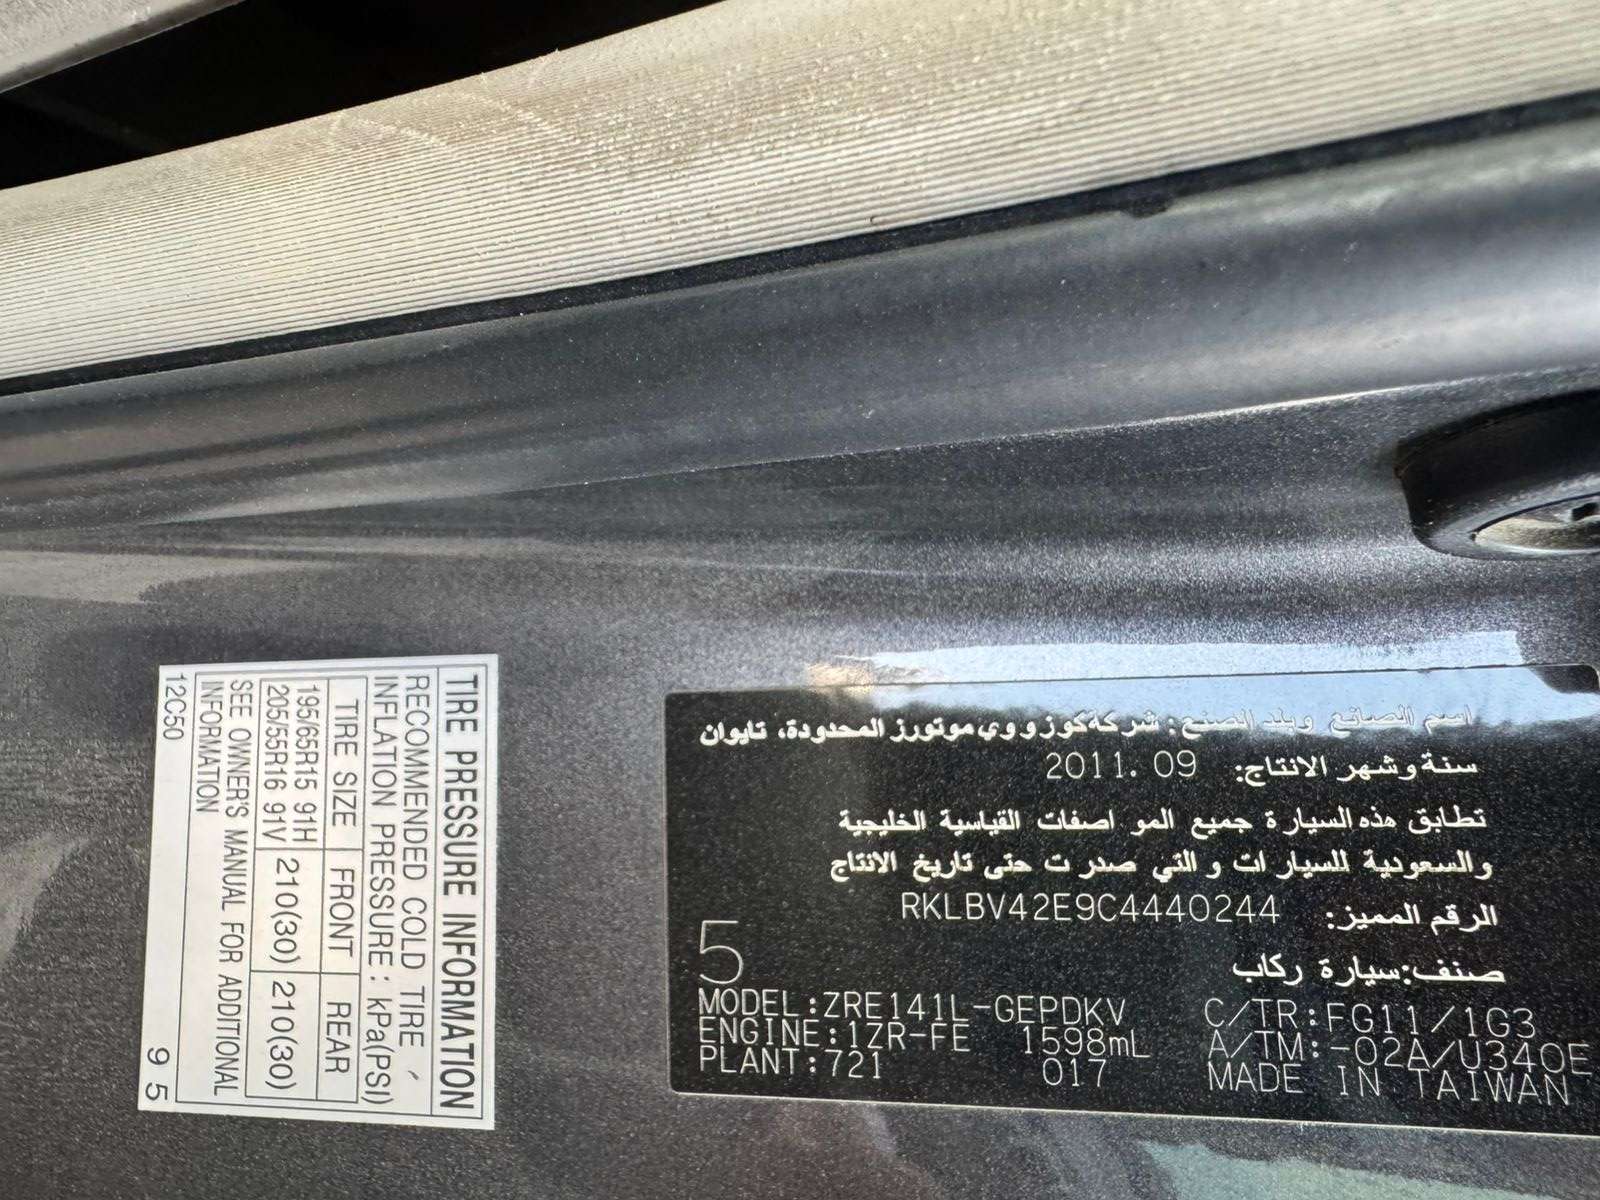 TIRE PRESSURE INFORMATION
RECOMMENDED COLD TIRE
INFLATION PRESSURE : kPa(PSI)
TIRE SIZE FRONT REAR
195/65R15 91H 210(30) 210(30)
205/55R16 91V
SEE OWNER'S MANUAL FOR ADDITIONAL
INFORMATION
12C50 9 5
اسم الصانع وبلد الصنع: شركة كوزووي موتورز المحدودة، تايوان
سنة وشهر الانتاج: 2011. 09
تطابق هذه السيارة جميع المو اصفات القياسية الخليجية
والسعودية للسيارات و التي صدرت حتى تاريخ الانتاج
الرقم المميز: RKLBV42E9C4440244
صنف:سيارة ركاب
5
MODEL:ZRE141L-GEPDKV C/TR:FG11/1G3
ENGINE:1ZR-FE 1598mL A/TM:-02A/U340E
PLANT:721 017 MADE IN TAIWAN